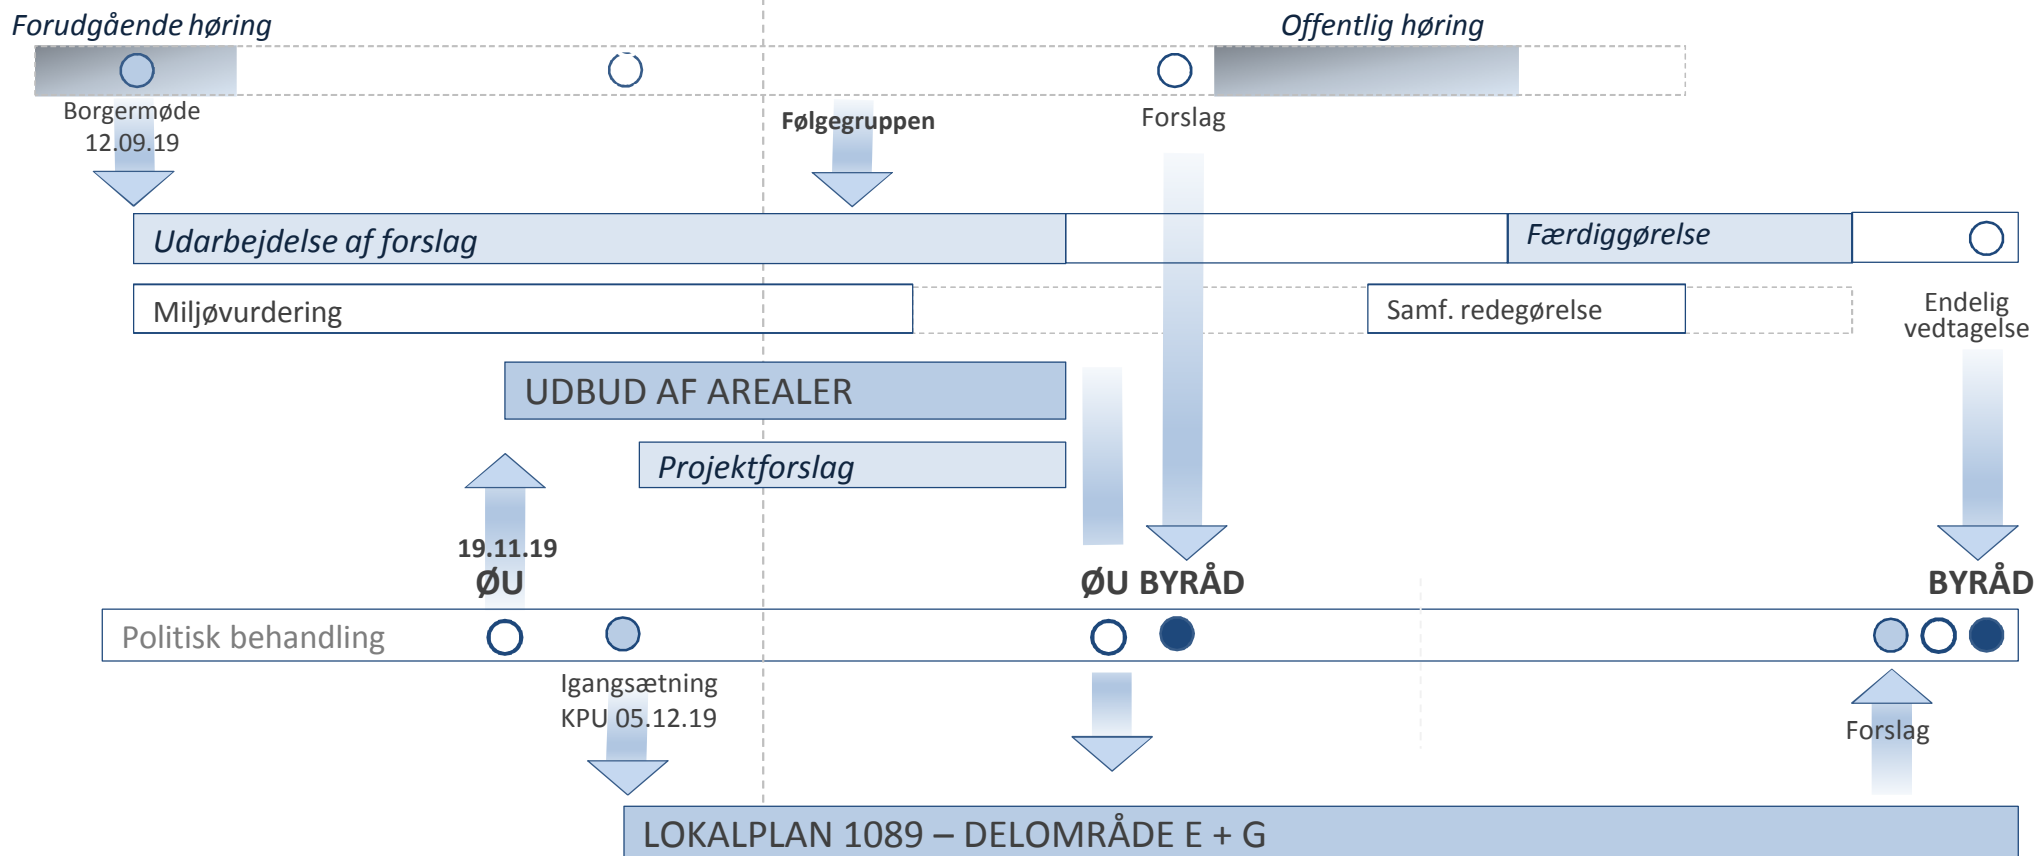 Forudgående høring
Offentlig høring
Borgermøde
12.09.19
Følgegruppen
Forslag
Udarbejdelse af forslag
Færdiggørelse
Miljøvurdering
Samf. redegørelse
Endelig
vedtagelse
UDBUD AF AREALER
Projektforslag
19.11.19
ØU
ØU BYRÅD
BYRÅD
Politisk behandling
Igangsætning
KPU 05.12.19
Forslag
LOKALPLAN 1089 – DELOMRÅDE E + G